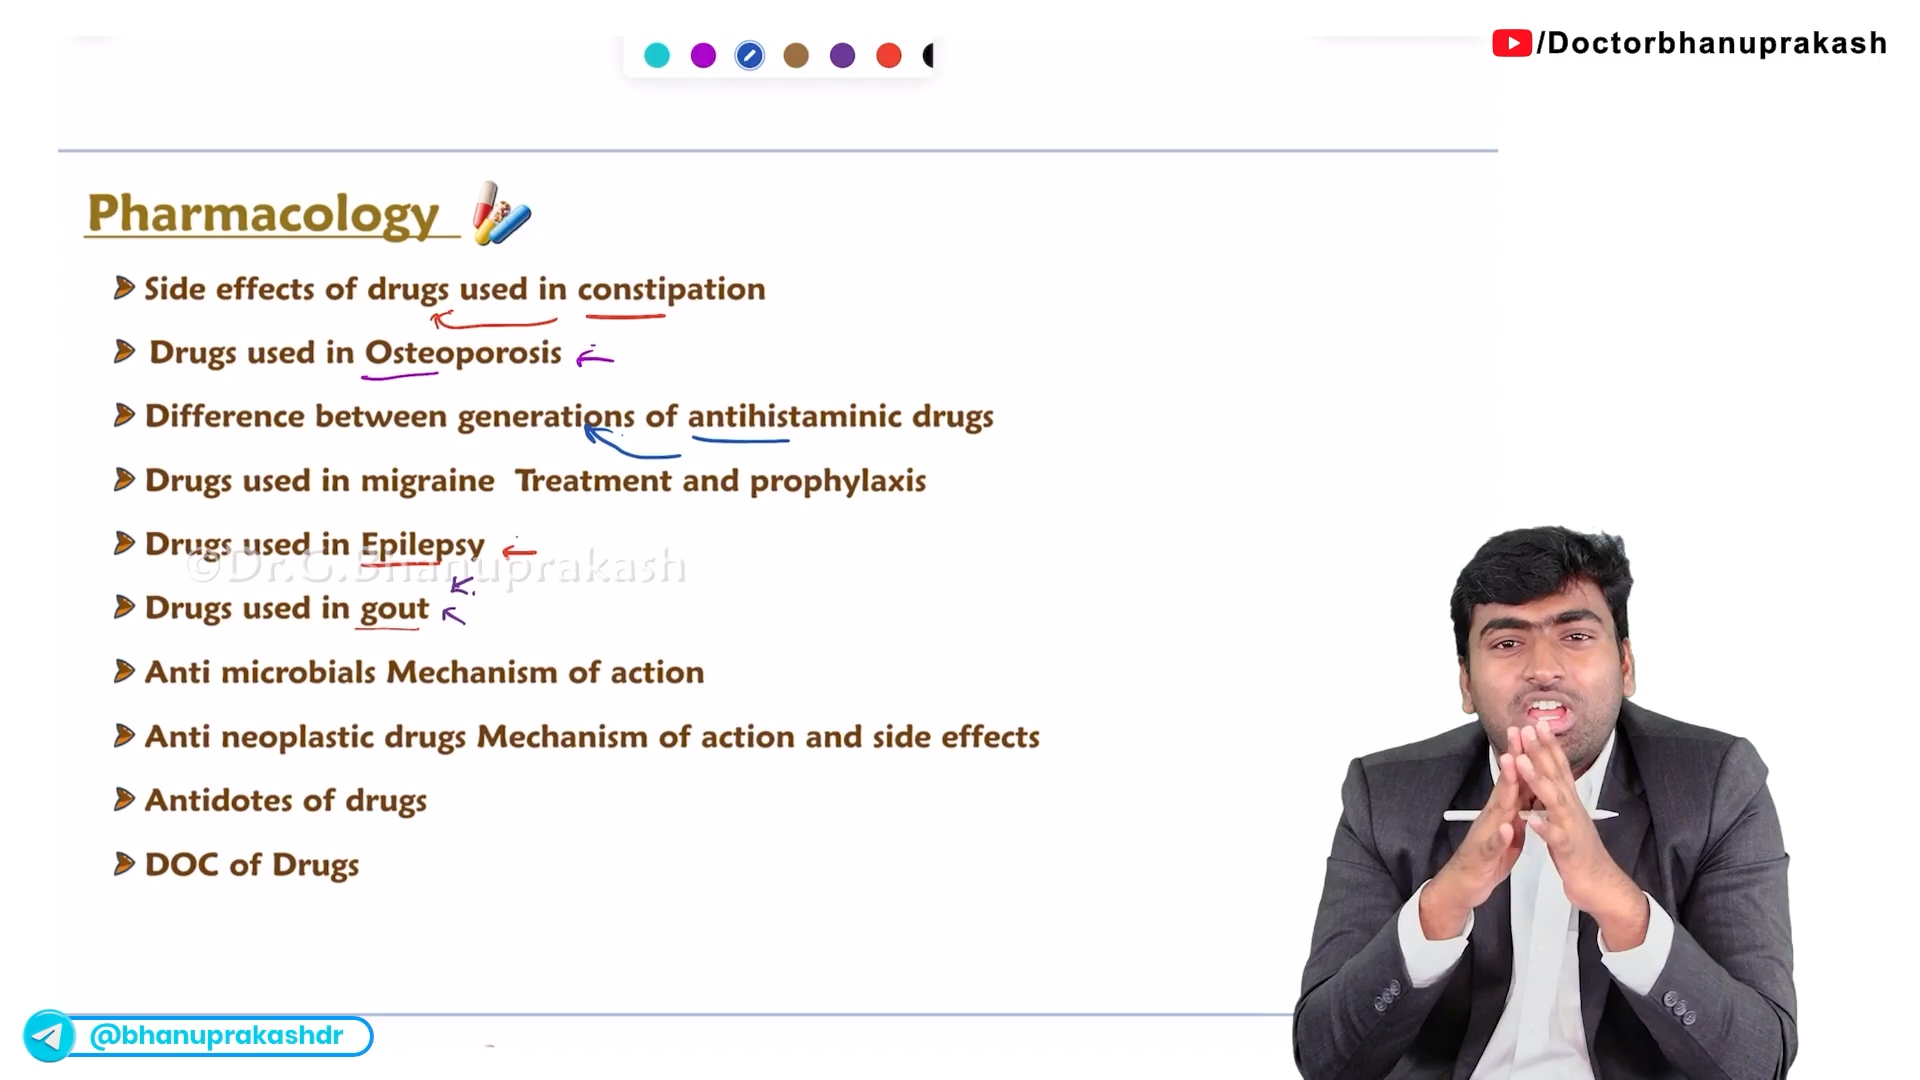 /Doctorbhanuprakash
Pharmacology
Side effects of drugs used in constipation
Drugs used in Osteoporosis
Difference between generations of antihistaminic drugs
Drugs used in migraine Treatment and prophylaxis
Drugs used in Epilepsy
©Dr.G.Bhanuprakash
Drugs used in gout
Anti microbials Mechanism of action
Anti neoplastic drugs Mechanism of action and side effects
Antidotes of drugs
DOC of Drugs
@bhanuprakashdr